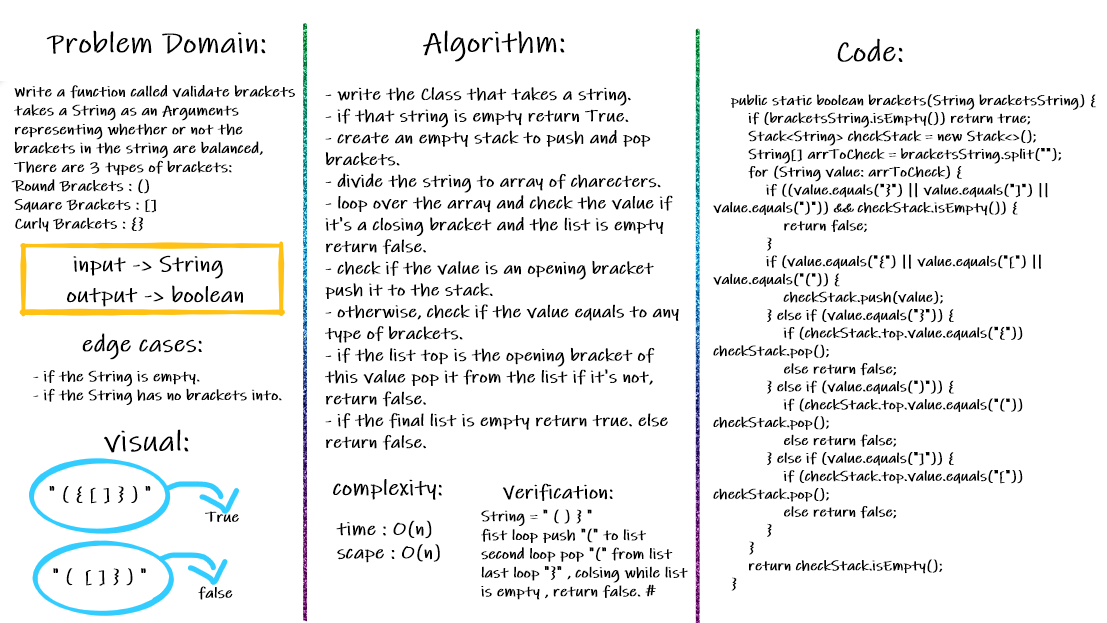 Problem Domain:
Write a function called validate brackets
takes a String as an Arguments
representing whether or not the
brackets in the string are balanced,
There are 3 types of brackets:
Round Brackets : ()
Square Brackets : []
Curly Brackets : {}
input -> String
output -> boolean
edge cases:
- if the String is empty.
- if the String has no brackets into.
visual:
" ( { [ ] } ) "
True
" ( [ ] } ) "
false
Algorithm:
- write the Class that takes a string.
- if that string is empty return True.
- create an empty stack to push and pop
brackets.
- divide the string to array of charecters.
- loop over the array and check the value if
it's a closing bracket and the list is empty
return false.
- check if the value is an opening bracket
push it to the stack.
- otherwise, check if the value equals to any
type of brackets.
- if the list top is the opening bracket of
this value pop it from the list if it's not,
return false.
- if the final list is empty return true. else
return false.
complexity:
time : O(n)
scape : O(n)
Verification:
String = " ( ) } "
fist loop push "(" to list
second loop pop "(" from list
last loop "}" , colsing while list
is empty , return false. #
Code:
public static boolean brackets(String bracketsString) {
if (bracketsString.isEmpty()) return true;
Stack<String> checkStack = new Stack<>();
String[] arrToCheck = bracketsString.split("");
for (String value: arrToCheck) {
if ((value.equals("}") || value.equals("]") ||
value.equals(")")) && checkStack.isEmpty()) {
return false;
}
if (value.equals("{") || value.equals("[") ||
value.equals("(")) {
checkStack.push(value);
} else if (value.equals("}")) {
if (checkStack.top.value.equals("{"))
checkStack.pop();
else return false;
} else if (value.equals(")")) {
if (checkStack.top.value.equals("("))
checkStack.pop();
else return false;
} else if (value.equals("]")) {
if (checkStack.top.value.equals("["))
checkStack.pop();
else return false;
}
}
return checkStack.isEmpty();
}